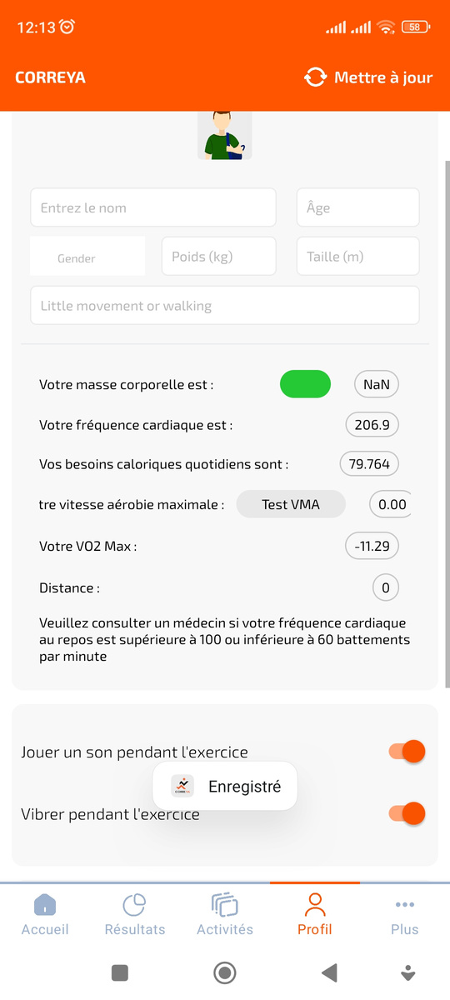 12:13
58
CORREYA
Mettre à jour
Entrez le nom
Âge
Gender
Poids (kg)
Taille (m)
Little movement or walking
Votre masse corporelle est :
NaN
Votre fréquence cardiaque est :
206.9
Vos besoins caloriques quotidiens sont :
79.764
tre vitesse aérobie maximale :
Test VMA
0.00
Votre VO2 Max :
-11.29
Distance :
0
Veuillez consulter un médecin si votre fréquence cardiaque
au repos est supérieure à 100 ou inférieure à 60 battements
par minute
Jouer un son pendant l'exercice
Enregistré
Vibrer pendant l'exercice
Accueil
Résultats
Activités
Profil
Plus